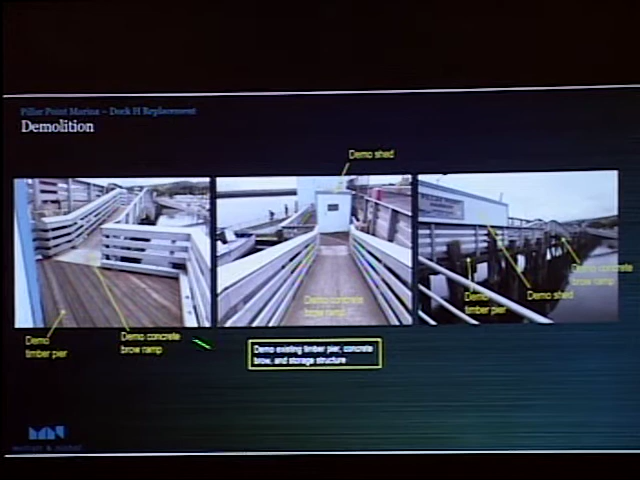 Pillar Point Marina – Dock H Replacement
Demolition
Demo shed
Demo concrete
brow ramp
Demo
timber pier
Demo shed
Demo concrete
brow ramp
Demo
timber pier
Demo concrete
brow ramp
Demo existing timber pier, concrete
brow, and storage structure